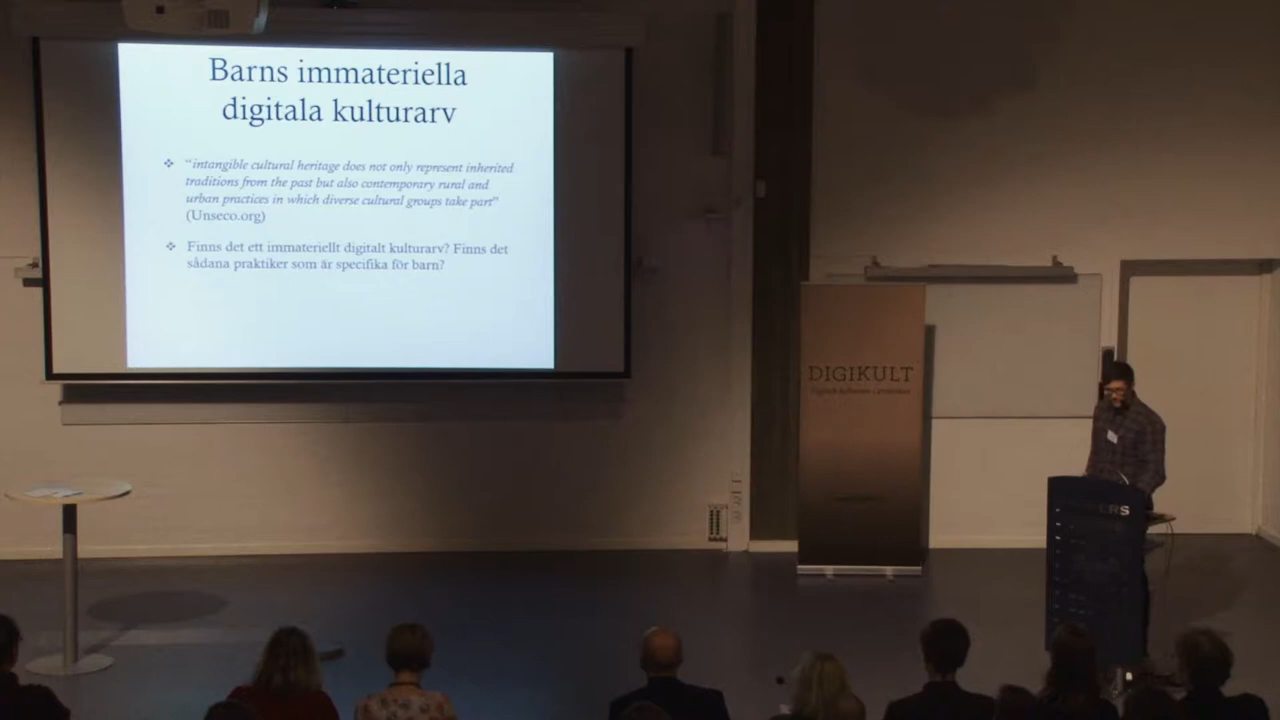 Barns immateriella
digitala kulturarv
“intangible cultural heritage does not only represent inherited
traditions from the past but also contemporary rural and
urban practices in which diverse cultural groups take part”
(Unseco.org)
Finns det ett immateriellt digitalt kulturarv? Finns det
sådana praktiker som är specifika för barn?
DIGIKULT